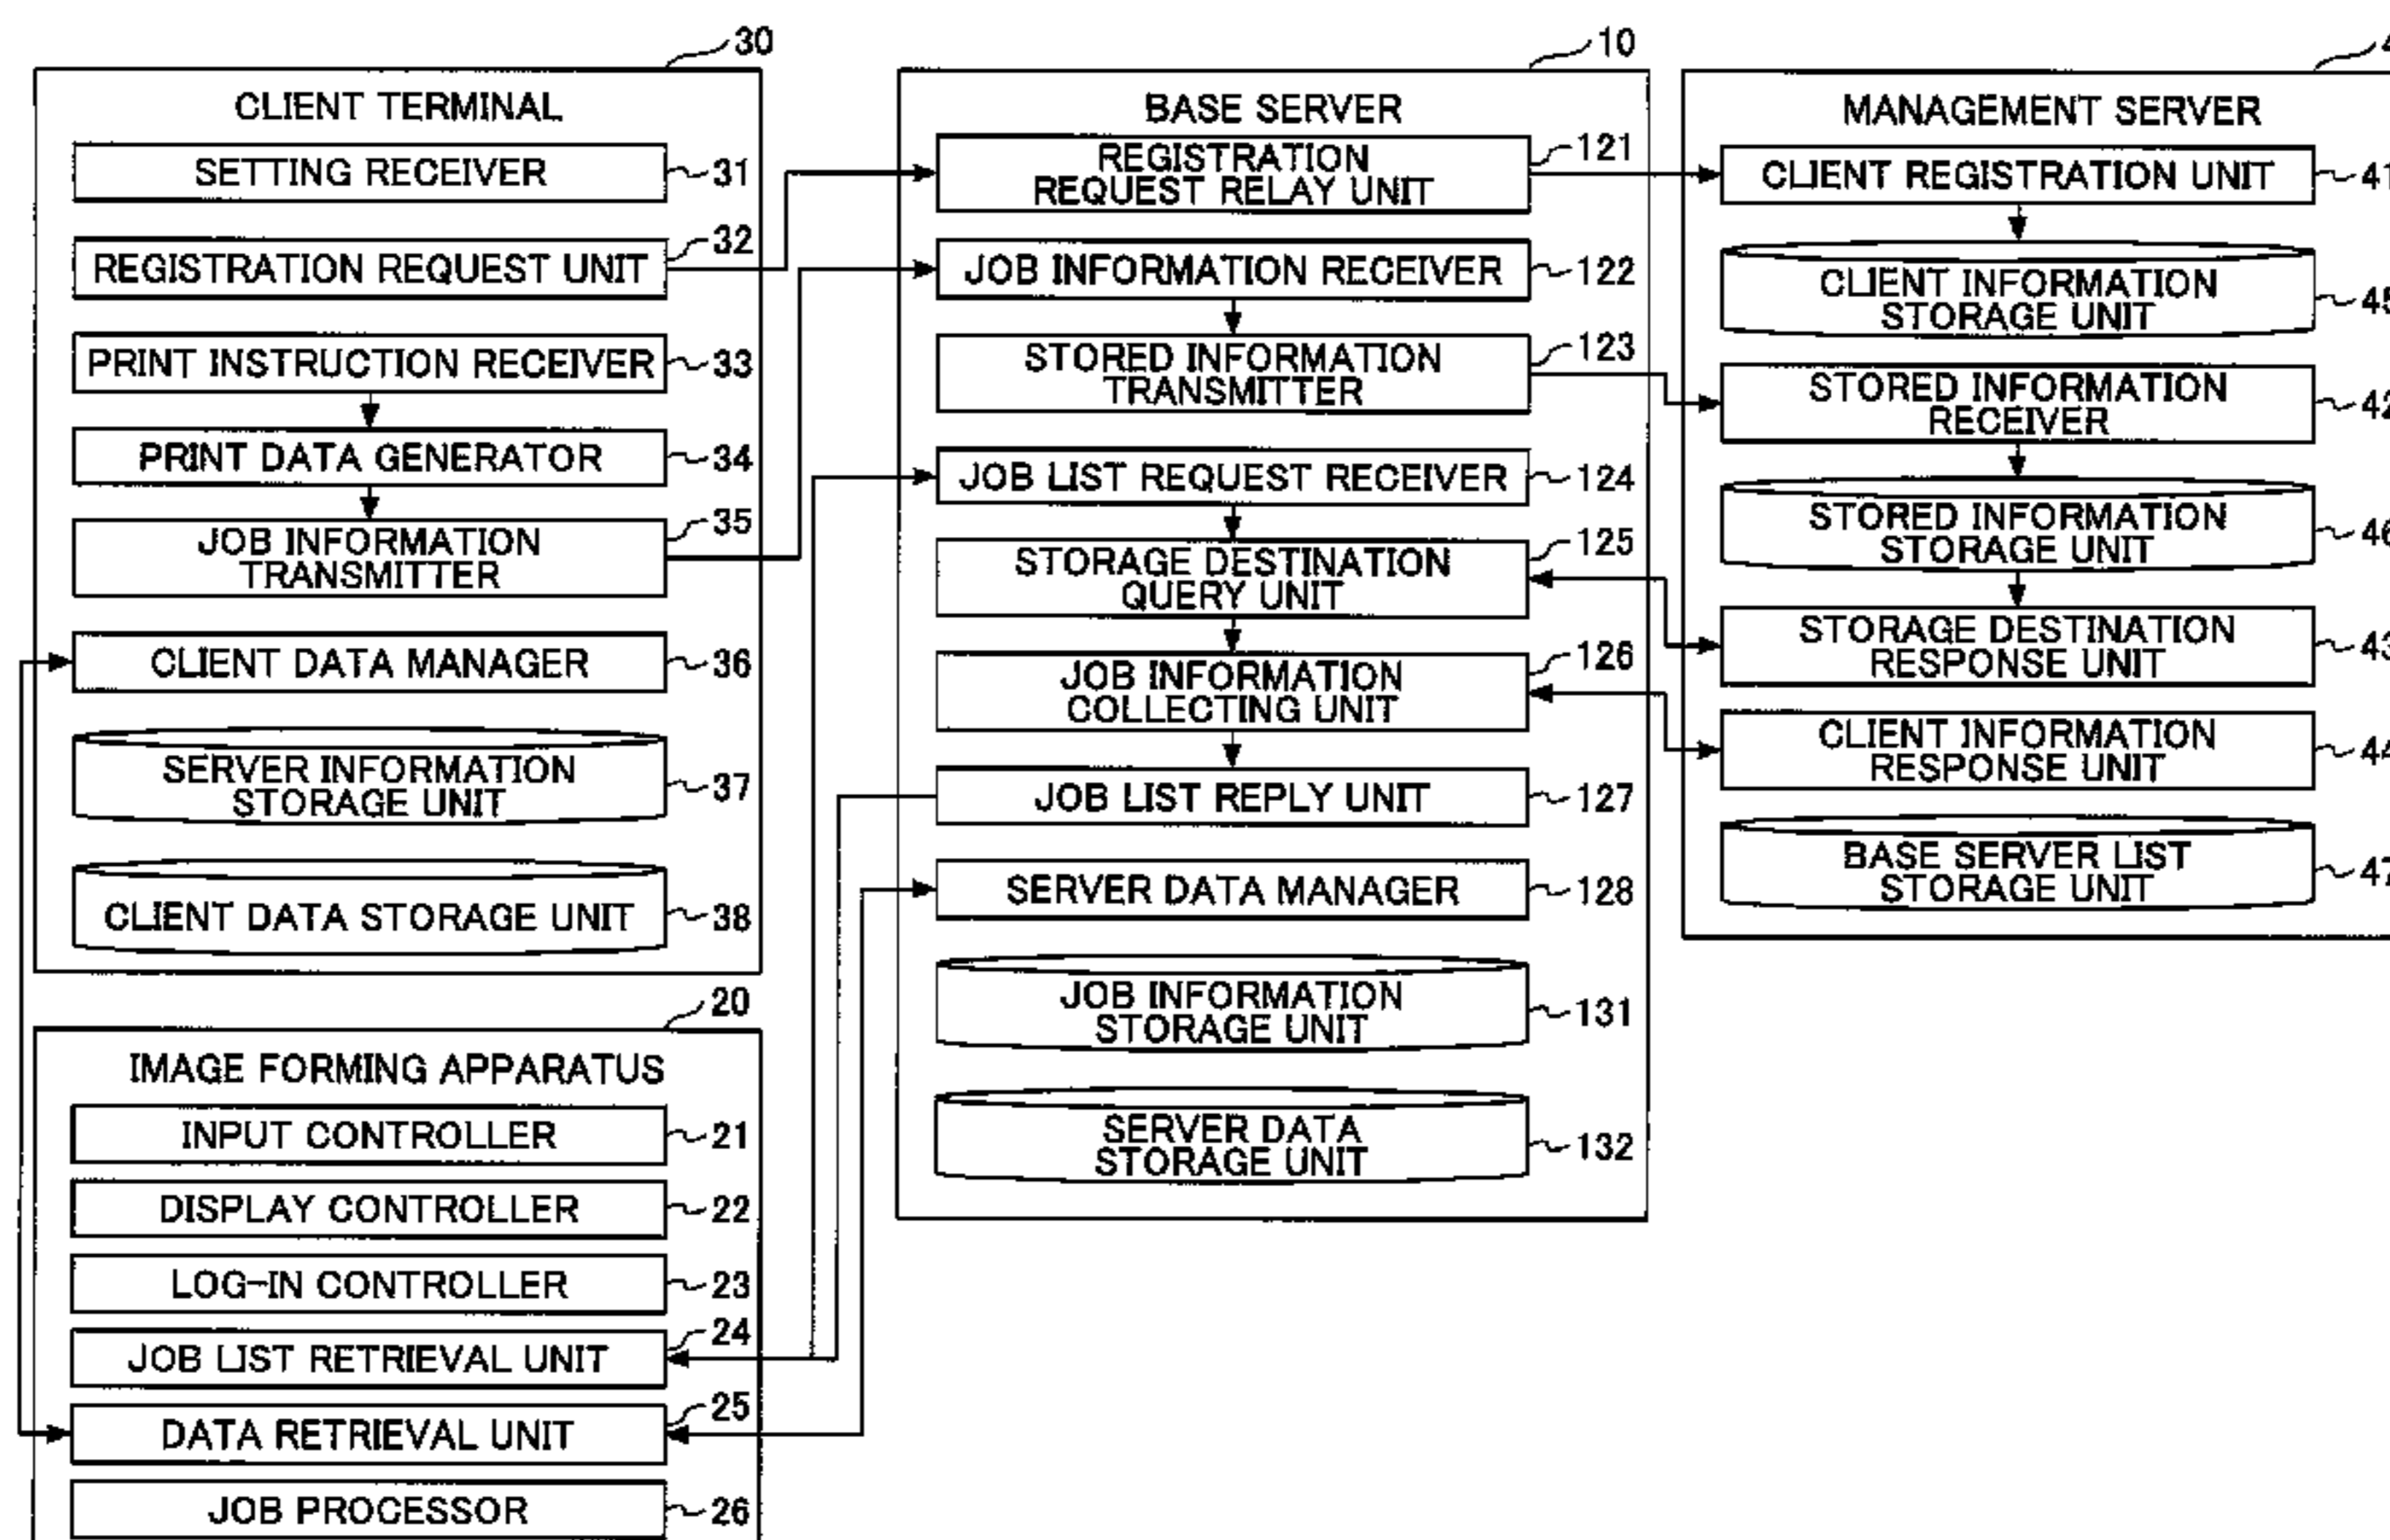 30
CLIENT TERMINAL
SETTING RECEIVER
31
REGISTRATION REQUEST UNIT
32
PRINT INSTRUCTION RECEIVER
33
PRINT DATA GENERATOR
34
JOB INFORMATION
TRANSMITTER
35
CLIENT DATA MANAGER
36
SERVER INFORMATION
STORAGE UNIT
37
CLIENT DATA STORAGE UNIT
38
20
IMAGE FORMING APPARATUS
INPUT CONTROLLER
21
DISPLAY CONTROLLER
22
LOG-IN CONTROLLER
23
JOB LIST RETRIEVAL UNIT
24
DATA RETRIEVAL UNIT
25
JOB PROCESSOR
26
10
BASE SERVER
REGISTRATION
REQUEST RELAY UNIT
121
JOB INFORMATION RECEIVER
122
STORED INFORMATION
TRANSMITTER
123
JOB LIST REQUEST RECEIVER
124
STORAGE DESTINATION
QUERY UNIT
125
JOB INFORMATION
COLLECTING UNIT
126
JOB LIST REPLY UNIT
127
SERVER DATA MANAGER
128
JOB INFORMATION
STORAGE UNIT
131
SERVER DATA
STORAGE UNIT
132
MANAGEMENT SERVER
CLIENT REGISTRATION UNIT
41
CLIENT INFORMATION
STORAGE UNIT
45
STORED INFORMATION
RECEIVER
42
STORED INFORMATION
STORAGE UNIT
46
STORAGE DESTINATION
RESPONSE UNIT
43
CLIENT INFORMATION
RESPONSE UNIT
44
BASE SERVER LIST
STORAGE UNIT
47